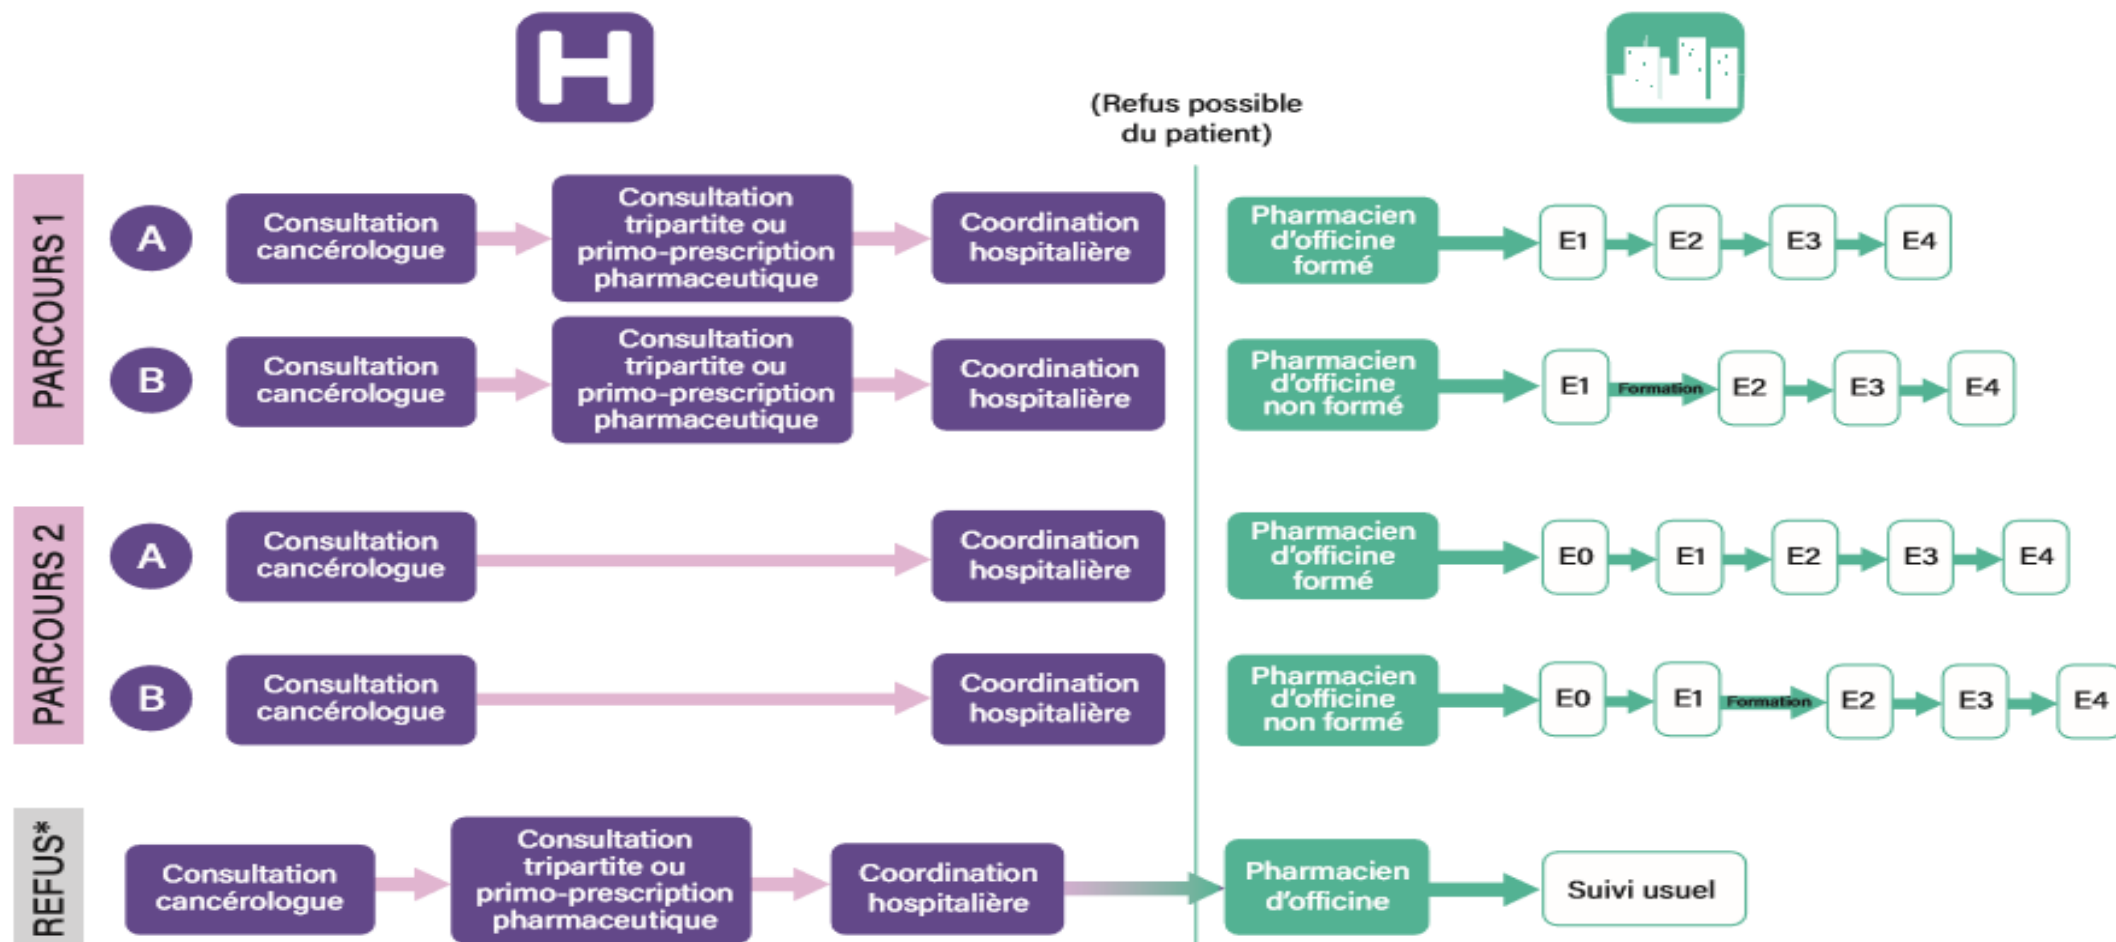 H
(Refus possible
du patient)
PARCOURS 1
A
Consultation
cancérologue
Consultation
tripartite ou
primo-prescription
pharmaceutique
Coordination
hospitalière
Pharmacien
d'officine
formé
E1
E2
E3
E4
B
Consultation
cancérologue
Consultation
tripartite ou
primo-prescription
pharmaceutique
Coordination
hospitalière
Pharmacien
d'officine
non formé
E1
Formation
E2
E3
E4
PARCOURS 2
A
Consultation
cancérologue
Coordination
hospitalière
Pharmacien
d'officine
formé
E0
E1
E2
E3
E4
B
Consultation
cancérologue
Coordination
hospitalière
Pharmacien
d'officine
non formé
E0
E1
Formation
E2
E3
E4
REFUS*
Consultation
cancérologue
Consultation
tripartite ou
primo-prescription
pharmaceutique
Coordination
hospitalière
Pharmacien
d'officine
Suivi usuel